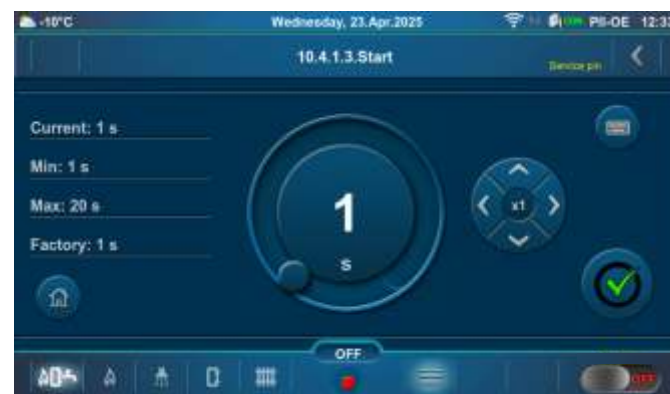 -10°C Wednesday, 23.Apr.2025 PII-OE 12:33
10.4.1.3.Start
Service pin
Current: 1 s
Min: 1 s
Max: 20 s
Factory: 1 s
1
s
x1
OFF
OFF